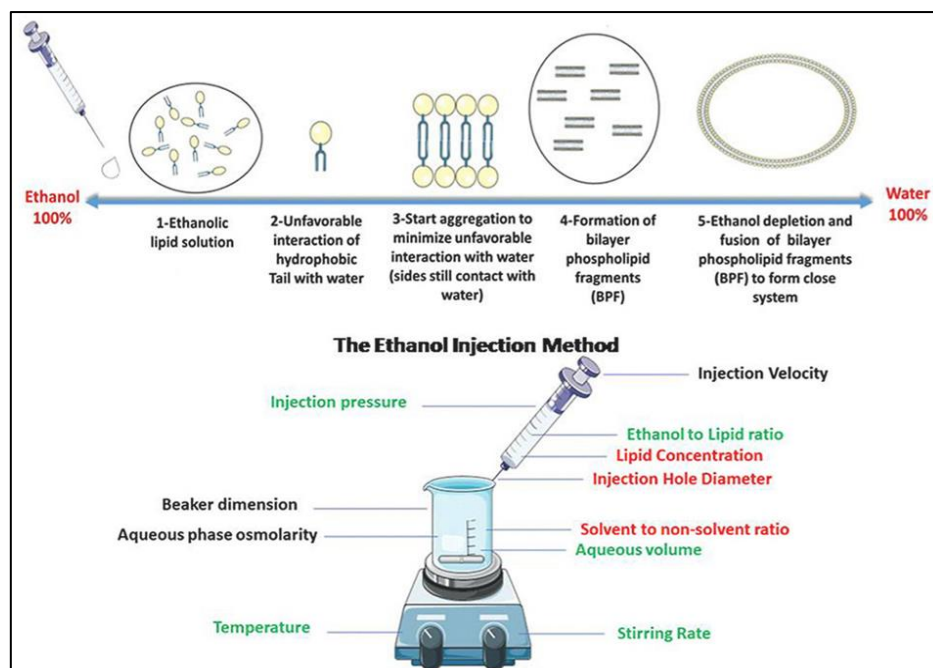 Ethanol
100%
Water
100%
1-Ethanolic
lipid solution
2-Unfavorable
interaction of
hydrophobic
Tail with water
3-Start aggregation to
minimize unfavorable
interaction with water
(sides still contact with
water)
4-Formation of
bilayer
phospholipid
fragments
(BPF)
5-Ethanol depletion and
fusion of bilayer
phospholipid fragments
(BPF) to form close
system
The Ethanol Injection Method
Injection Velocity
Injection pressure
Ethanol to Lipid ratio
Lipid Concentration
Injection Hole Diameter
Beaker dimension
Aqueous phase osmolarity
Solvent to non-solvent ratio
Aqueous volume
Temperature
Stirring Rate